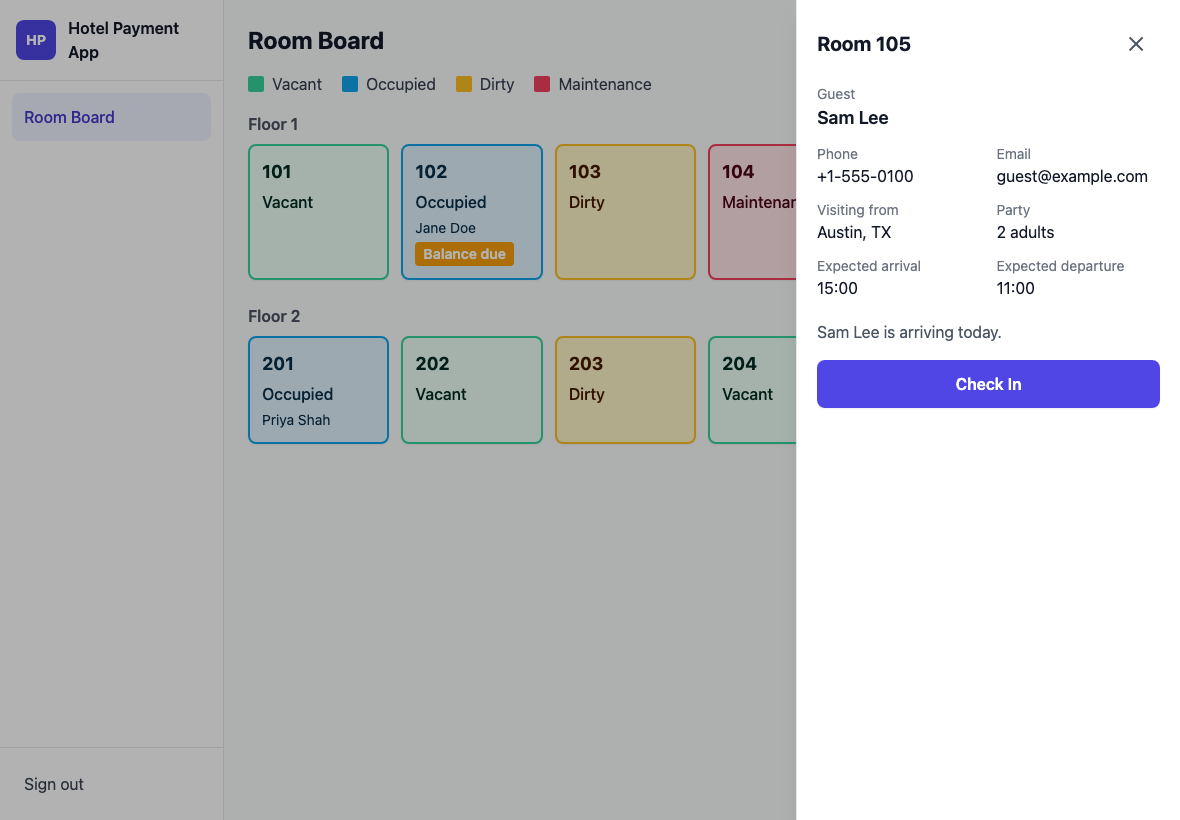 HP
Hotel Payment
App
Room Board
Sign out
Room Board
Vacant Occupied Dirty Maintenance
Floor 1
101
Vacant
102
Occupied
Jane Doe
Balance due
103
Dirty
104
Floor 2
201
Occupied
Priya Shah
202
Vacant
203
Dirty
204
Vacant
Room 105
Guest
Sam Lee
Phone
+1-555-0100
Email
guest@example.com
Visiting from
Austin, TX
Party
2 adults
Expected arrival
15:00
Expected departure
11:00
Sam Lee is arriving today.
Check In